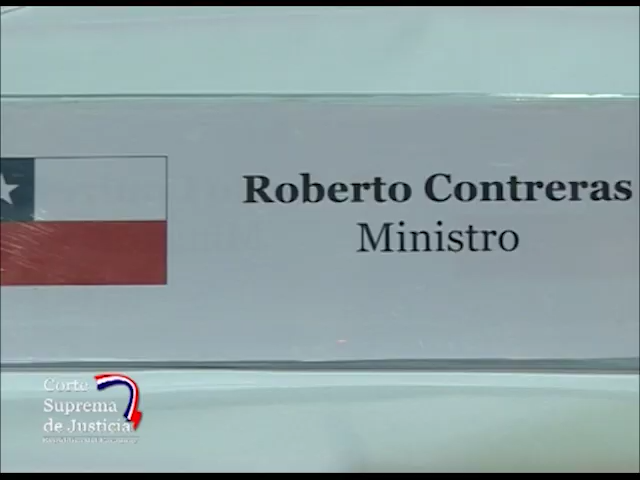 Roberto Contreras
Ministro
Corte
Suprema
de Justicia